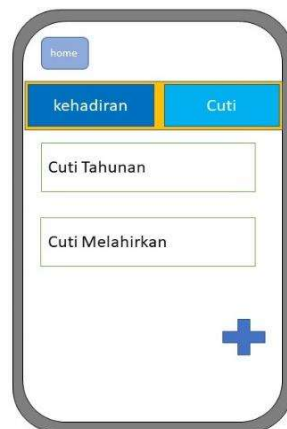 home
kehadiran
Cuti
Cuti Tahunan
Cuti Melahirkan